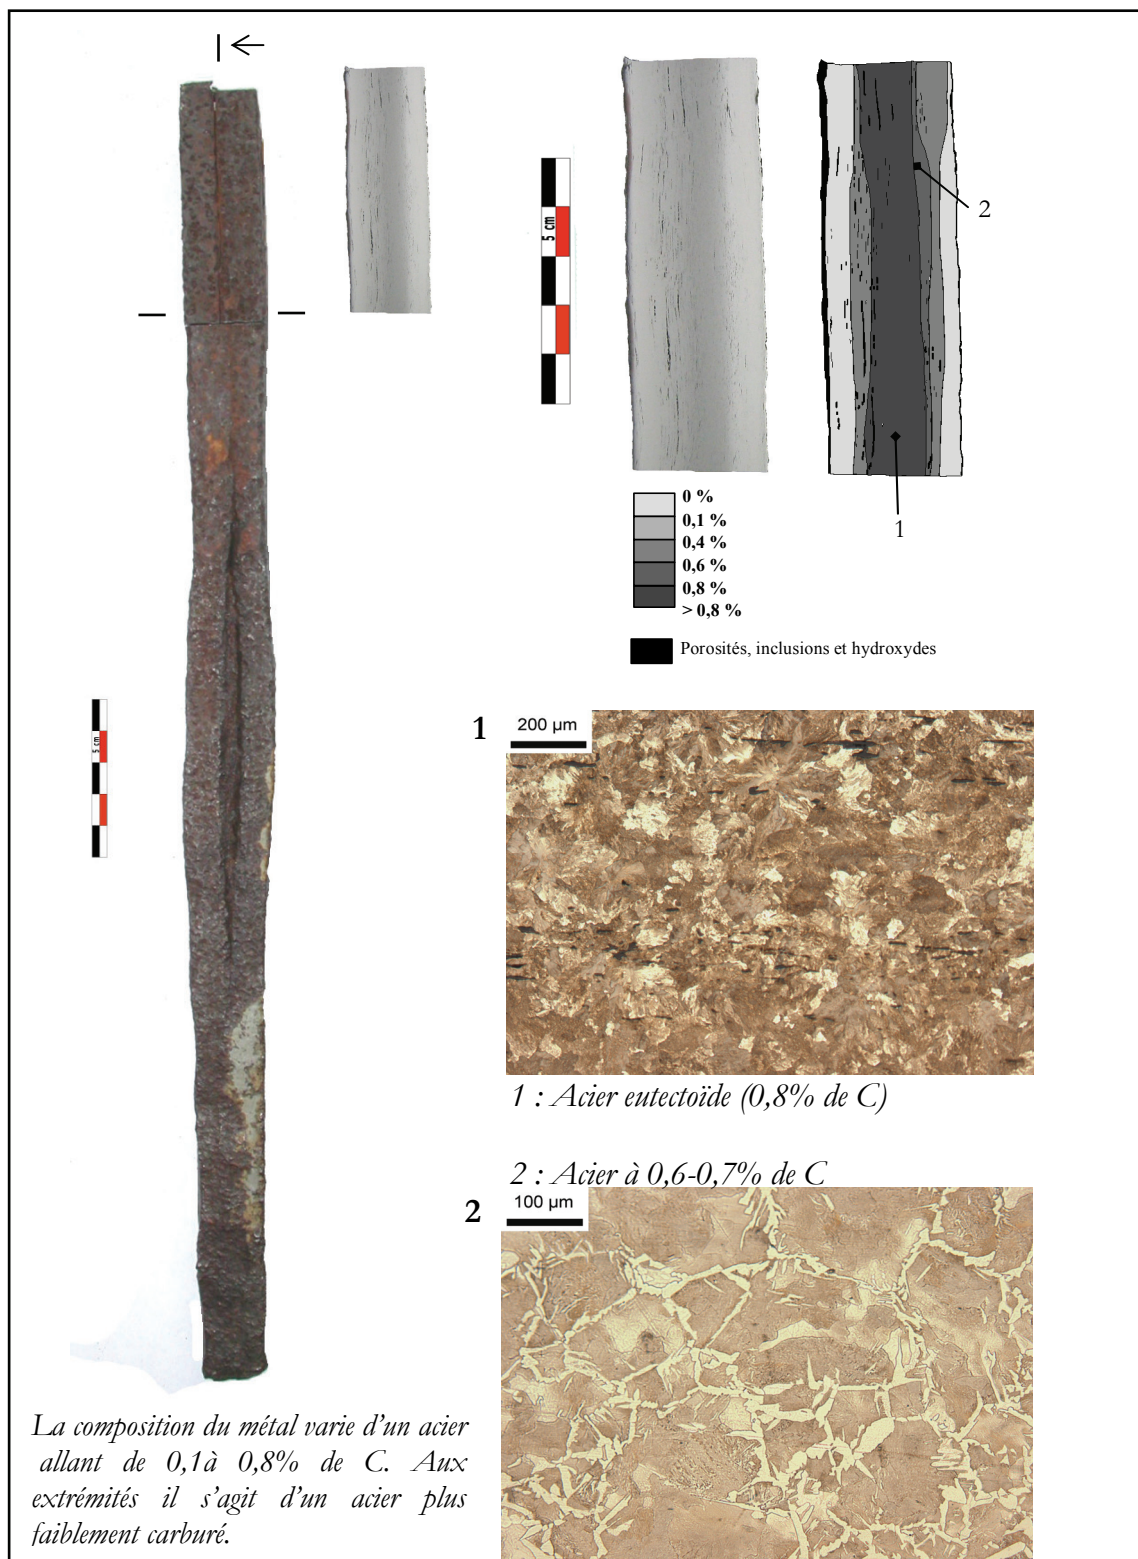 5 cm
2
1
0 %
0,1 %
0,4 %
0,6 %
0,8 %
> 0,8 %
Porosités, inclusions et hydroxydes
5 cm
1
200 µm
1 : Acier eutectoïde (0,8% de C)
2 : Acier à 0,6-0,7% de C
2
100 µm
La composition du métal varie d'un acier
allant de 0,1à 0,8% de C. Aux
extrémités il s'agit d'un acier plus
faiblement carburé.